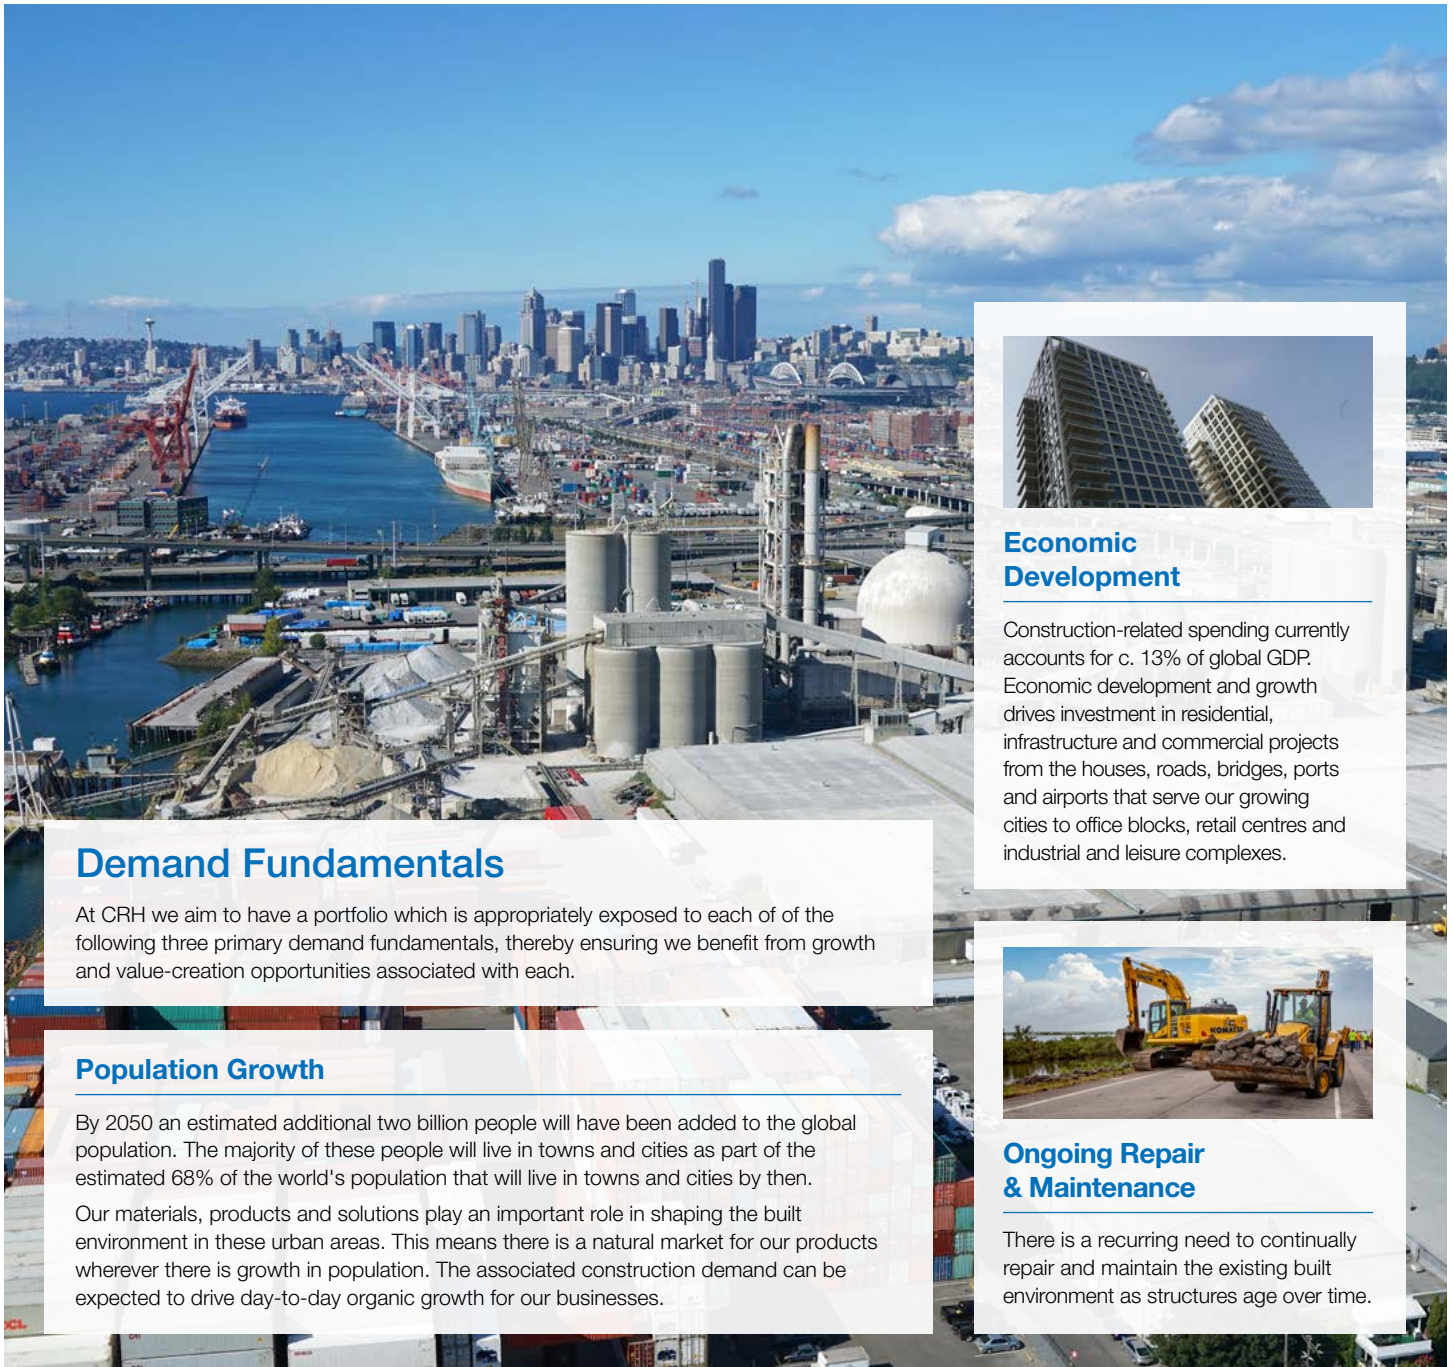 Demand Fundamentals
At CRH we aim to have a portfolio which is appropriately exposed to each of of the
following three primary demand fundamentals, thereby ensuring we benefit from growth
and value-creation opportunities associated with each.
Population Growth
By 2050 an estimated additional two billion people will have been added to the global
population. The majority of these people will live in towns and cities as part of the
estimated 68% of the world's population that will live in towns and cities by then.
Our materials, products and solutions play an important role in shaping the built
environment in these urban areas. This means there is a natural market for our products
wherever there is growth in population. The associated construction demand can be
expected to drive day-to-day organic growth for our businesses.
Economic
Development
Construction-related spending currently
accounts for c. 13% of global GDP.
Economic development and growth
drives investment in residential,
infrastructure and commercial projects
from the houses, roads, bridges, ports
and airports that serve our growing
cities to office blocks, retail centres and
industrial and leisure complexes.
KOMATSU
Ongoing Repair
& Maintenance
There is a recurring need to continually
repair and maintain the existing built
environment as structures age over time.